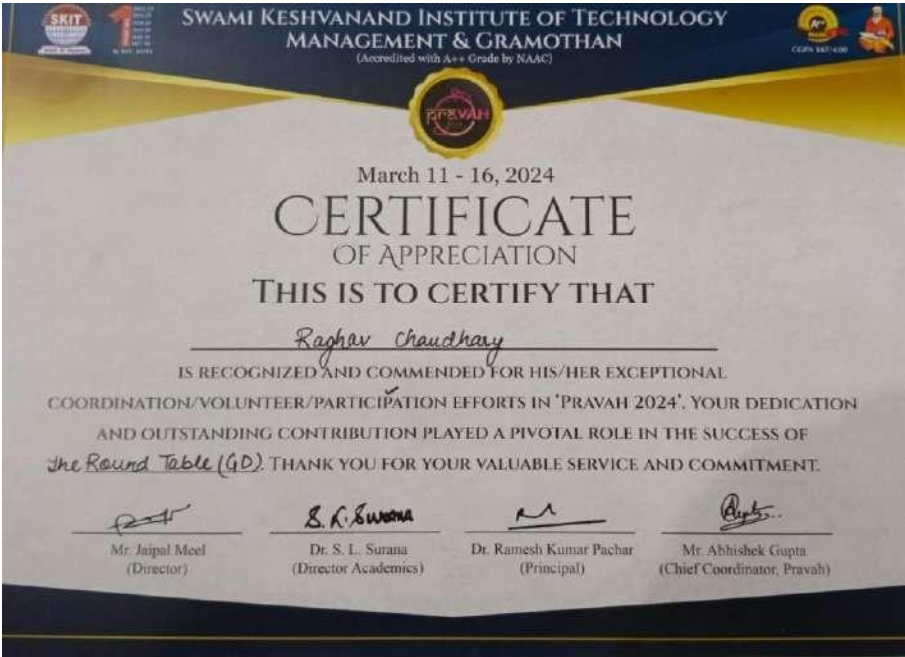 SWAMI KESHVANAND INSTITUTE OF TECHNOLOGY
MANAGEMENT & GRAMOTHAN
(Accredited with A++ Grade by NAAC)
SKIT
1
A++
PRAVAH
March 11 - 16, 2024
CERTIFICATE
OF APPRECIATION
THIS IS TO CERTIFY THAT
Raghav Chaudhary
IS RECOGNIZED AND COMMENDED FOR HIS/HER EXCEPTIONAL
COORDINATION/VOLUNTEER/PARTICIPATION EFFORTS IN 'PRAVAH 2024'. YOUR DEDICATION
AND OUTSTANDING CONTRIBUTION PLAYED A PIVOTAL ROLE IN THE SUCCESS OF
The Round Table (GD). THANK YOU FOR YOUR VALUABLE SERVICE AND COMMITMENT.
S. L. Surana
Mr. Jaipal Meel
(Director)
Dr. S. L. Surana
(Director Academics)
Dr. Ramesh Kumar Pachar
(Principal)
Mr. Abhishek Gupta
(Chief Coordinator, Pravah)